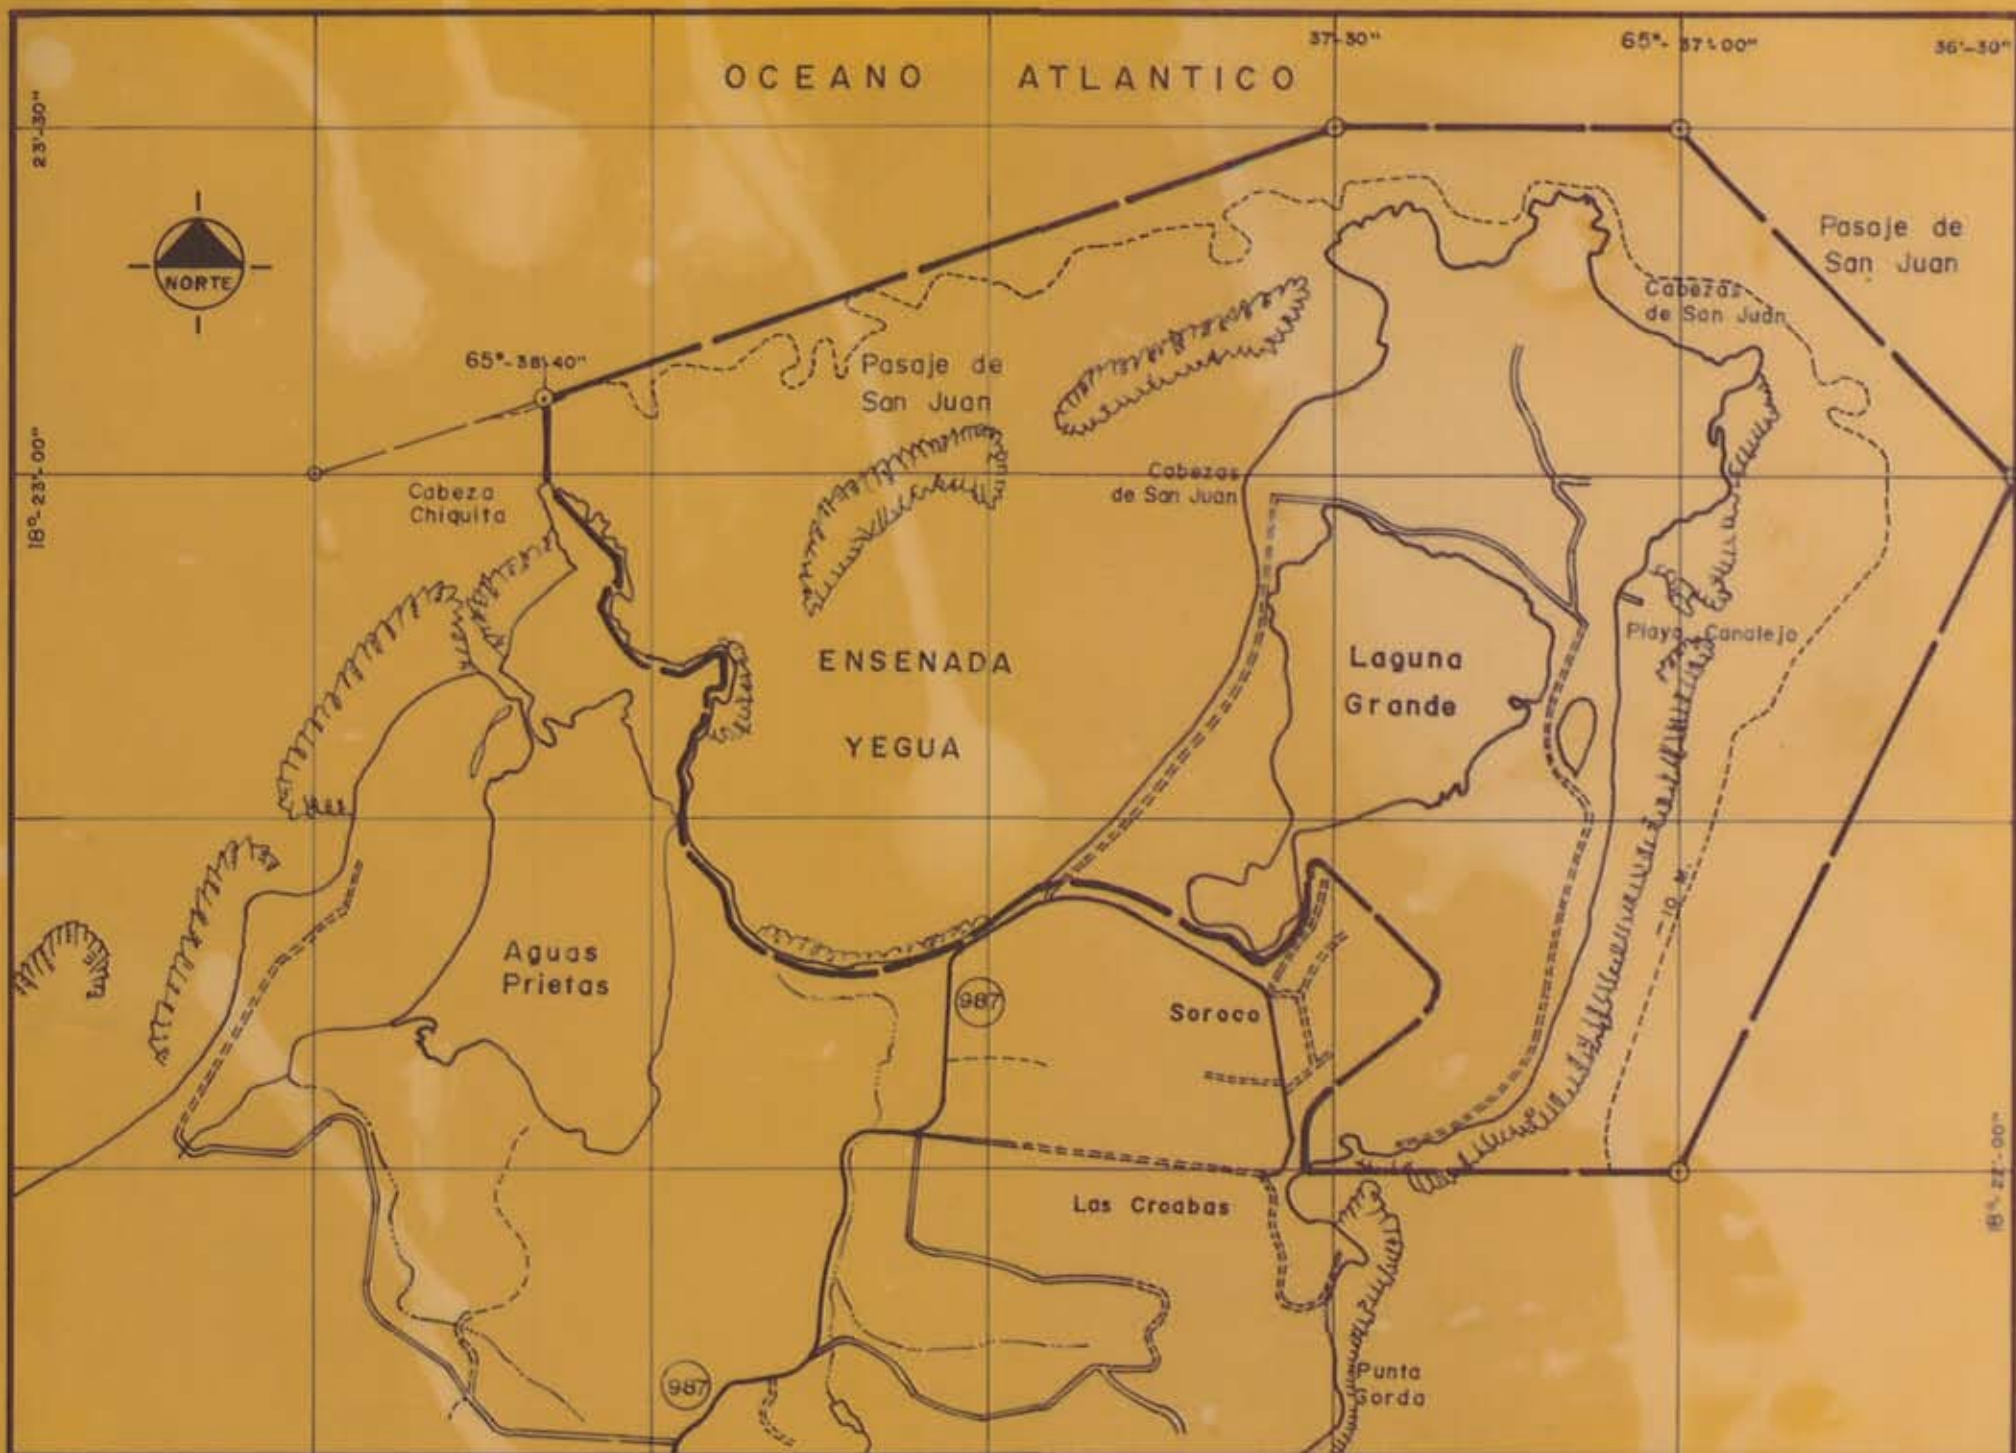 37'-30"
65°-37'-00"
36'-30"
OCEANO ATLANTICO
23'-30"
NORTE
Pasaje de
San Juan
Cabezas
de San Juan
65°-38'-40"
Pasaje de
San Juan
18°-23'-00"
Cabeza
Chiquita
Cabezas
de San Juan
ENSENADA
YEGUA
Laguna
Grande
Playa Canalejo
10 M.
Aguas
Prietas
987
Soroco
Las Croabas
18°-22'-00"
987
Punta
Gorda